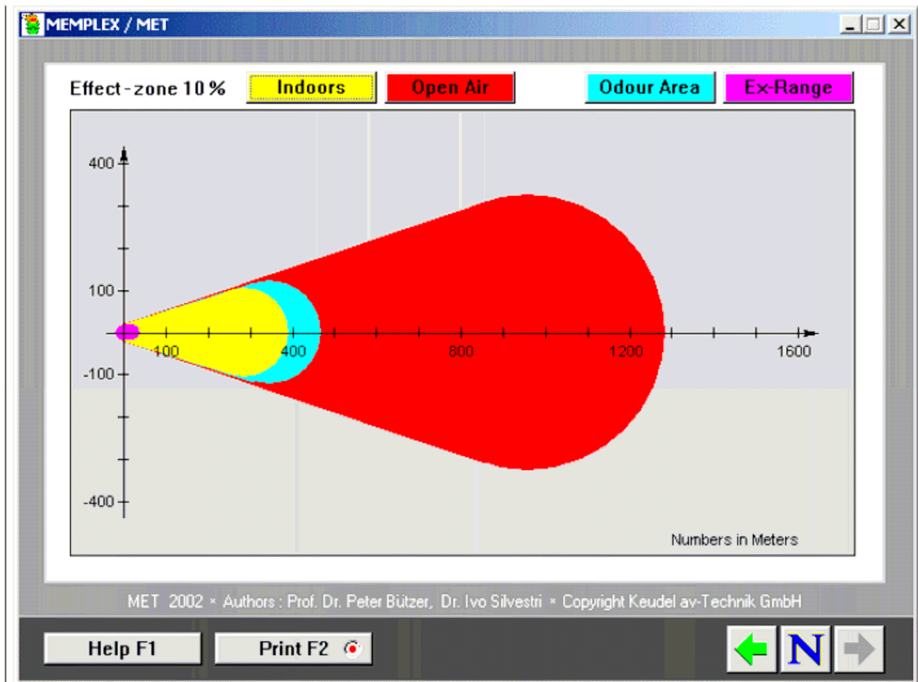 MEMPLEX / MET
Effect-zone 10% Indoors Open Air Odour Area Ex-Range
400
100
100 400 800 1200 1600
-100
-400
Numbers in Meters
MET 2002 × Authors : Prof. Dr. Peter Bützer, Dr. Ivo Silvestri × Copyright Keudel av-Technik GmbH
Help F1 Print F2 N